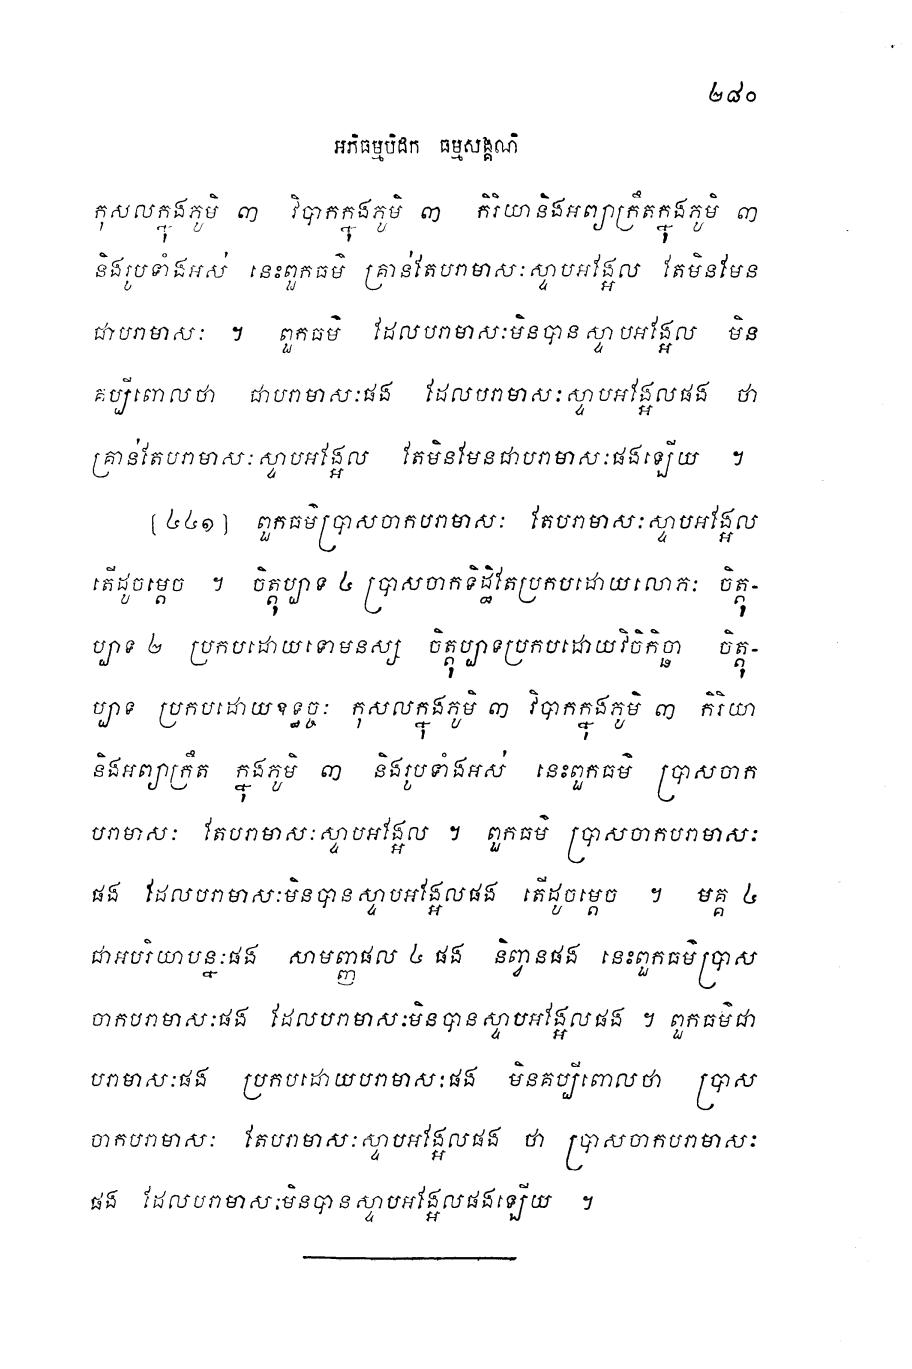 ២៨០
អភិធម្មបិដក ធម្មសង្គណិ
កុសលក្នុងភូមិ ៣ វិបាកក្នុងភូមិ ៣ កិរិយានិងអព្យាក្រឹតក្នុងភូមិ ៣
និងរូបទាំងអស់ នេះពួកធម៌ គ្រាន់តែបរាមាសៈស្ទាបអង្អែល តែមិនមែន
ជាបរាមាសៈ ។ ពួកធម៌ ដែលបរាមាសៈមិនបានស្ទាបអង្អែល មិន
គប្បីពោលថា ជាបរាមាសៈផង ដែលបរាមាសៈស្ទាបអង្អែលផង ថា
គ្រាន់តែបរាមាសៈស្ទាបអង្អែល តែមិនមែនជាបរាមាសៈផងឡើយ ។
[៤៤១] ពួកធម៌ប្រាសចាកបរាមាសៈ តែបរាមាសៈស្ទាបអង្អែល
តើដូចម្តេច ។ ចិត្តុប្បាទ ៤ ប្រាសចាកទិដ្ឋិតែប្រកបដោយលោភៈ ចិត្តុ-
ប្បាទ ២ ប្រកបដោយទោមនស្ស ចិត្តុប្បាទប្រកបដោយវិចិកិច្ឆា ចិត្តុ-
ប្បាទ ប្រកបដោយឧទ្ធច្ចៈ កុសលក្នុងភូមិ ៣ វិបាកក្នុងភូមិ ៣ កិរិយា
និងអព្យាក្រឹត ក្នុងភូមិ ៣ និងរូបទាំងអស់ នេះពួកធម៌ ប្រាសចាក
បរាមាសៈ តែបរាមាសៈស្ទាបអង្អែល ។ ពួកធម៌ ប្រាសចាកបរាមាសៈ
ផង ដែលបរាមាសៈមិនបានស្ទាបអង្អែលផង តើដូចម្តេច ។ មគ្គ ៤
ជាអបរិយាបន្នៈផង សាមញ្ញផល ៤ ផង និព្វានផង នេះពួកធម៌ប្រាស
ចាកបរាមាសៈផង ដែលបរាមាសៈមិនបានស្ទាបអង្អែលផង ។ ពួកធម៌ជា
បរាមាសៈផង ប្រកបដោយបរាមាសៈផង មិនគប្បីពោលថា ប្រាស
ចាកបរាមាសៈ តែបរាមាសៈស្ទាបអង្អែលផង ថា ប្រាសចាកបរាមាសៈ
ផង ដែលបរាមាសៈមិនបានស្ទាបអង្អែលផងឡើយ ។